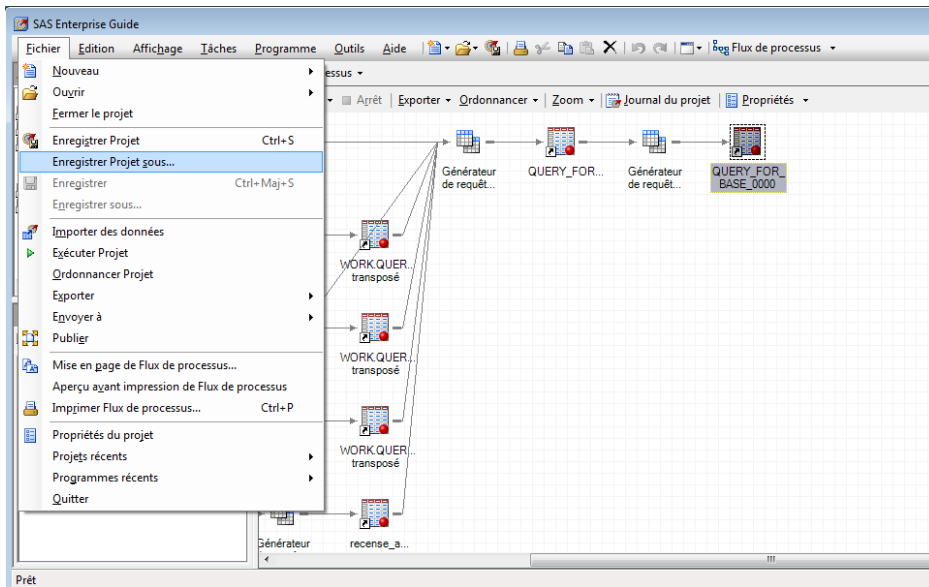 SAS Enterprise Guide
Fichier Edition Affichage Tâches Programme Outils Aide Flux de processus
Nouveau
Ouvrir
Fermer le projet
Enregistrer Projet Ctrl+S
Enregistrer Projet sous...
Enregistrer Ctrl+Maj+S
Enregistrer sous...
Importer des données
Exécuter Projet
Ordonnancer Projet
Exporter
Envoyer à
Publier
Mise en page de Flux de processus...
Aperçu avant impression de Flux de processus
Imprimer Flux de processus... Ctrl+P
Propriétés du projet
Projets récents
Programmes récents
Quitter
essus
Arrêt Exporter Ordonnancer Zoom Journal du projet Propriétés
Générateur
de requêt...
QUERY_FOR...
Générateur
de requêt...
QUERY_FOR_
BASE_0000
WORK.QUER...
transposé
WORK.QUER...
transposé
WORK.QUER...
transposé
Générateur
recense_a...
Prêt